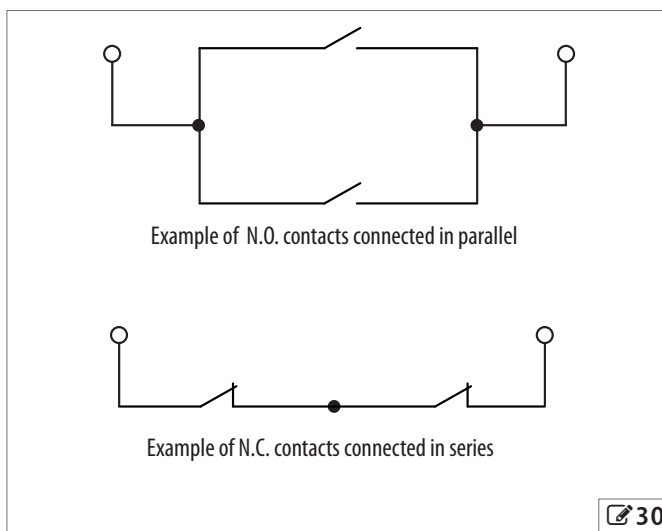 Example of N.O. contacts connected in parallel
Example of N.C. contacts connected in series
30